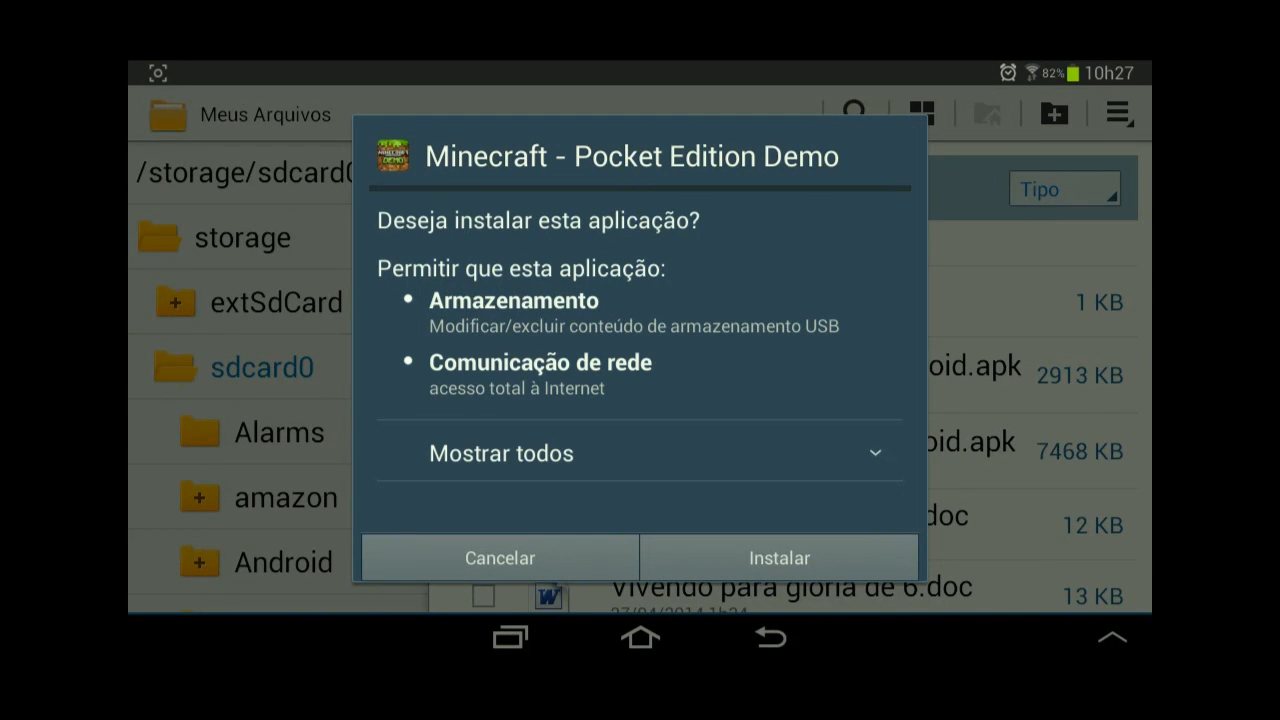 82% 10h27
Meus Arquivos
Minecraft - Pocket Edition Demo
/storage/sdcard0
Tipo
Deseja instalar esta aplicação?
storage
Permitir que esta aplicação:
Armazenamento
extSdCard
1 KB
Modificar/excluir conteúdo de armazenamento USB
Comunicação de rede
sdcard0
oid.apk
2913 KB
acesso total à Internet
Alarms
Mostrar todos
oid.apk
7468 KB
amazon
doc
12 KB
Cancelar
Instalar
Android
Vivendo para gloria de 6.doc
13 KB